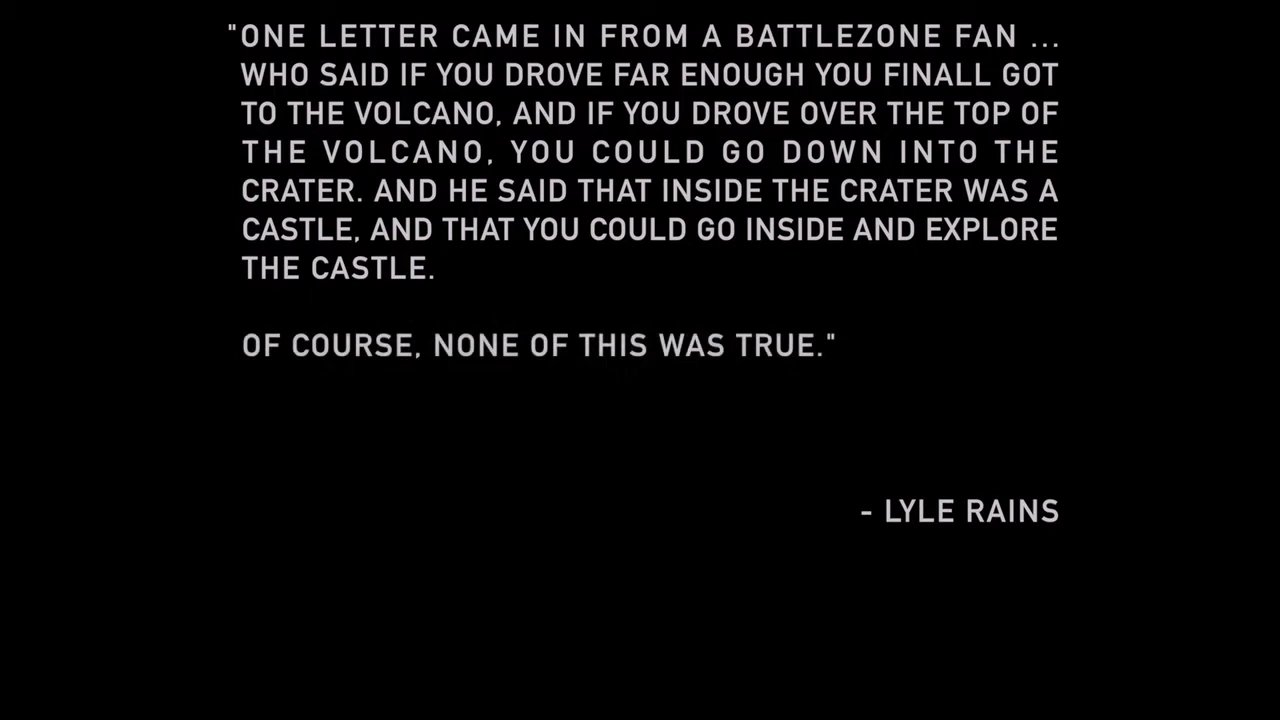 "ONE LETTER CAME IN FROM A BATTLEZONE FAN ...
WHO SAID IF YOU DROVE FAR ENOUGH YOU FINALL GOT
TO THE VOLCANO, AND IF YOU DROVE OVER THE TOP OF
THE VOLCANO, YOU COULD GO DOWN INTO THE
CRATER. AND HE SAID THAT INSIDE THE CRATER WAS A
CASTLE, AND THAT YOU COULD GO INSIDE AND EXPLORE
THE CASTLE.
OF COURSE, NONE OF THIS WAS TRUE."
- LYLE RAINS